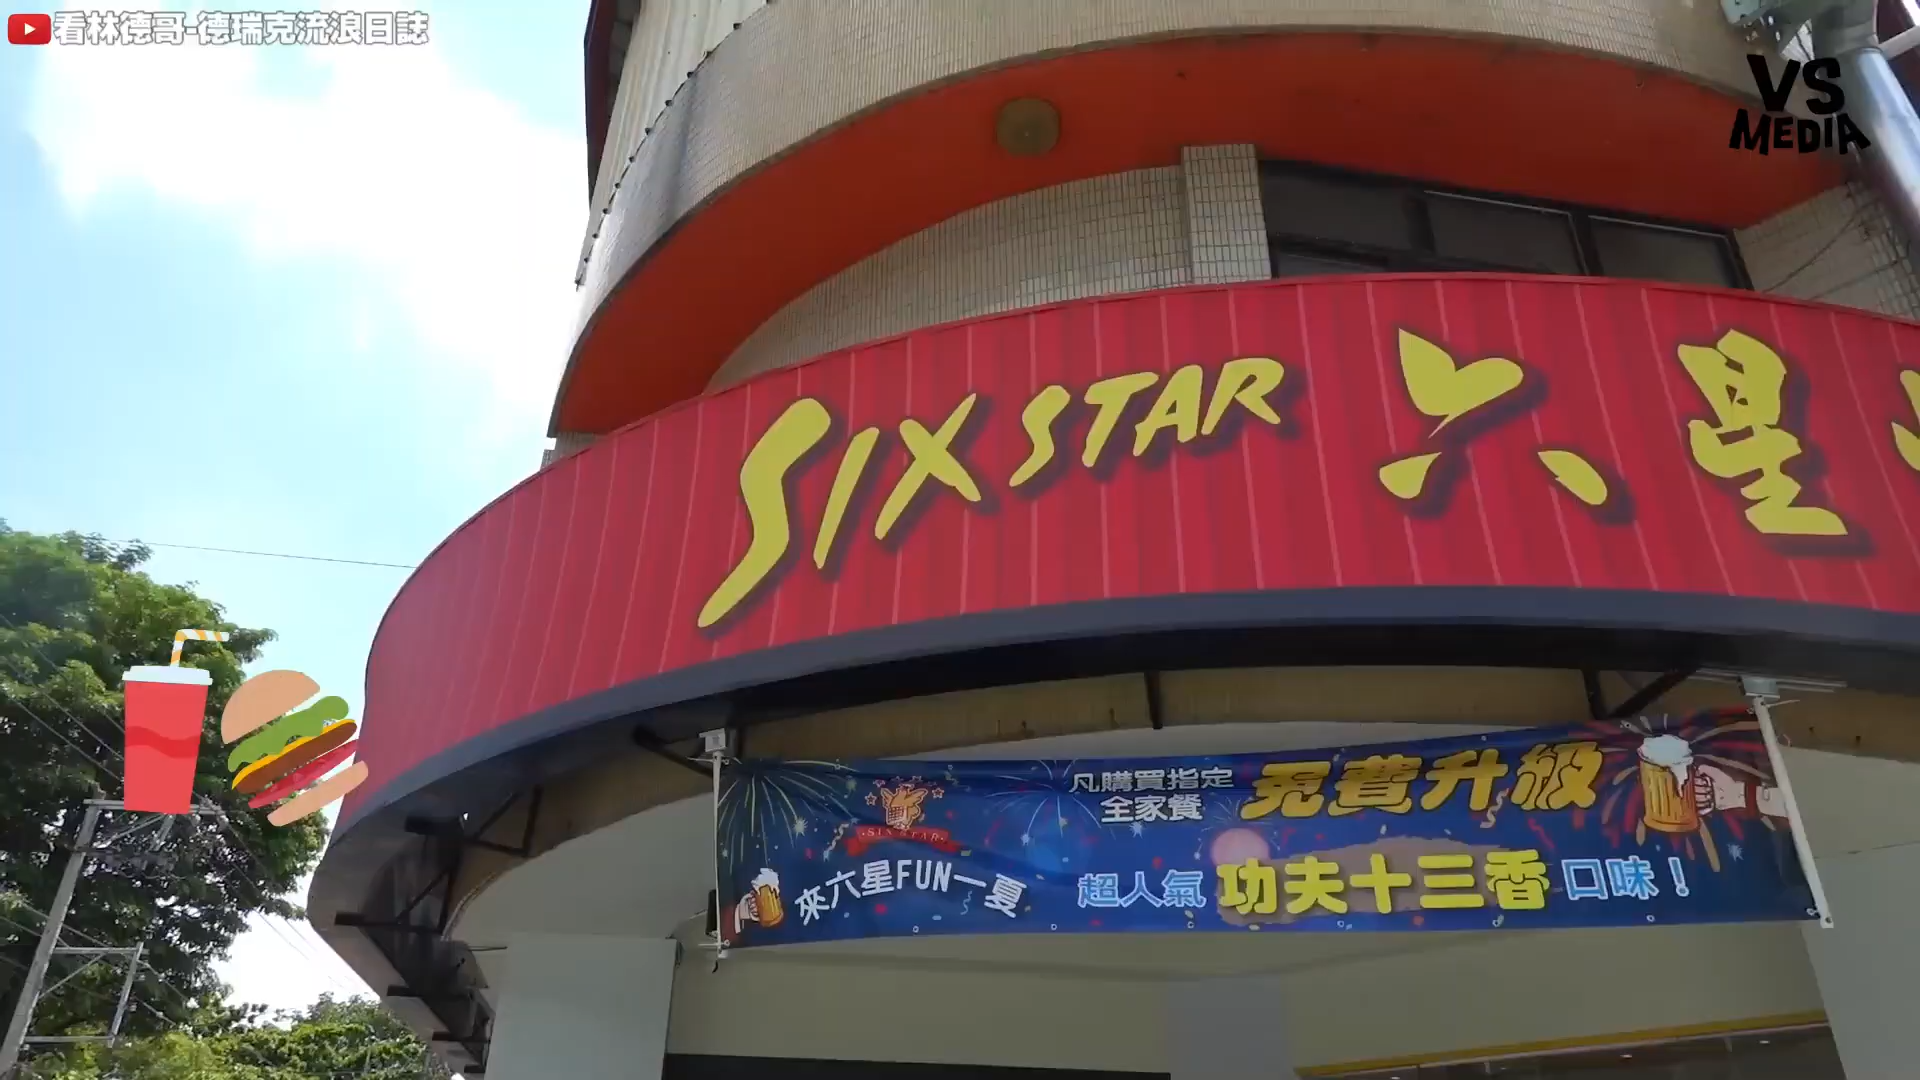 看林德哥-德瑞克流浪日誌
VS
MEDIA
SIX STAR 六星
凡購買指定
全家餐
免費升級
SIX STAR
來六星FUN一夏
超人氣 功夫十三香 口味!